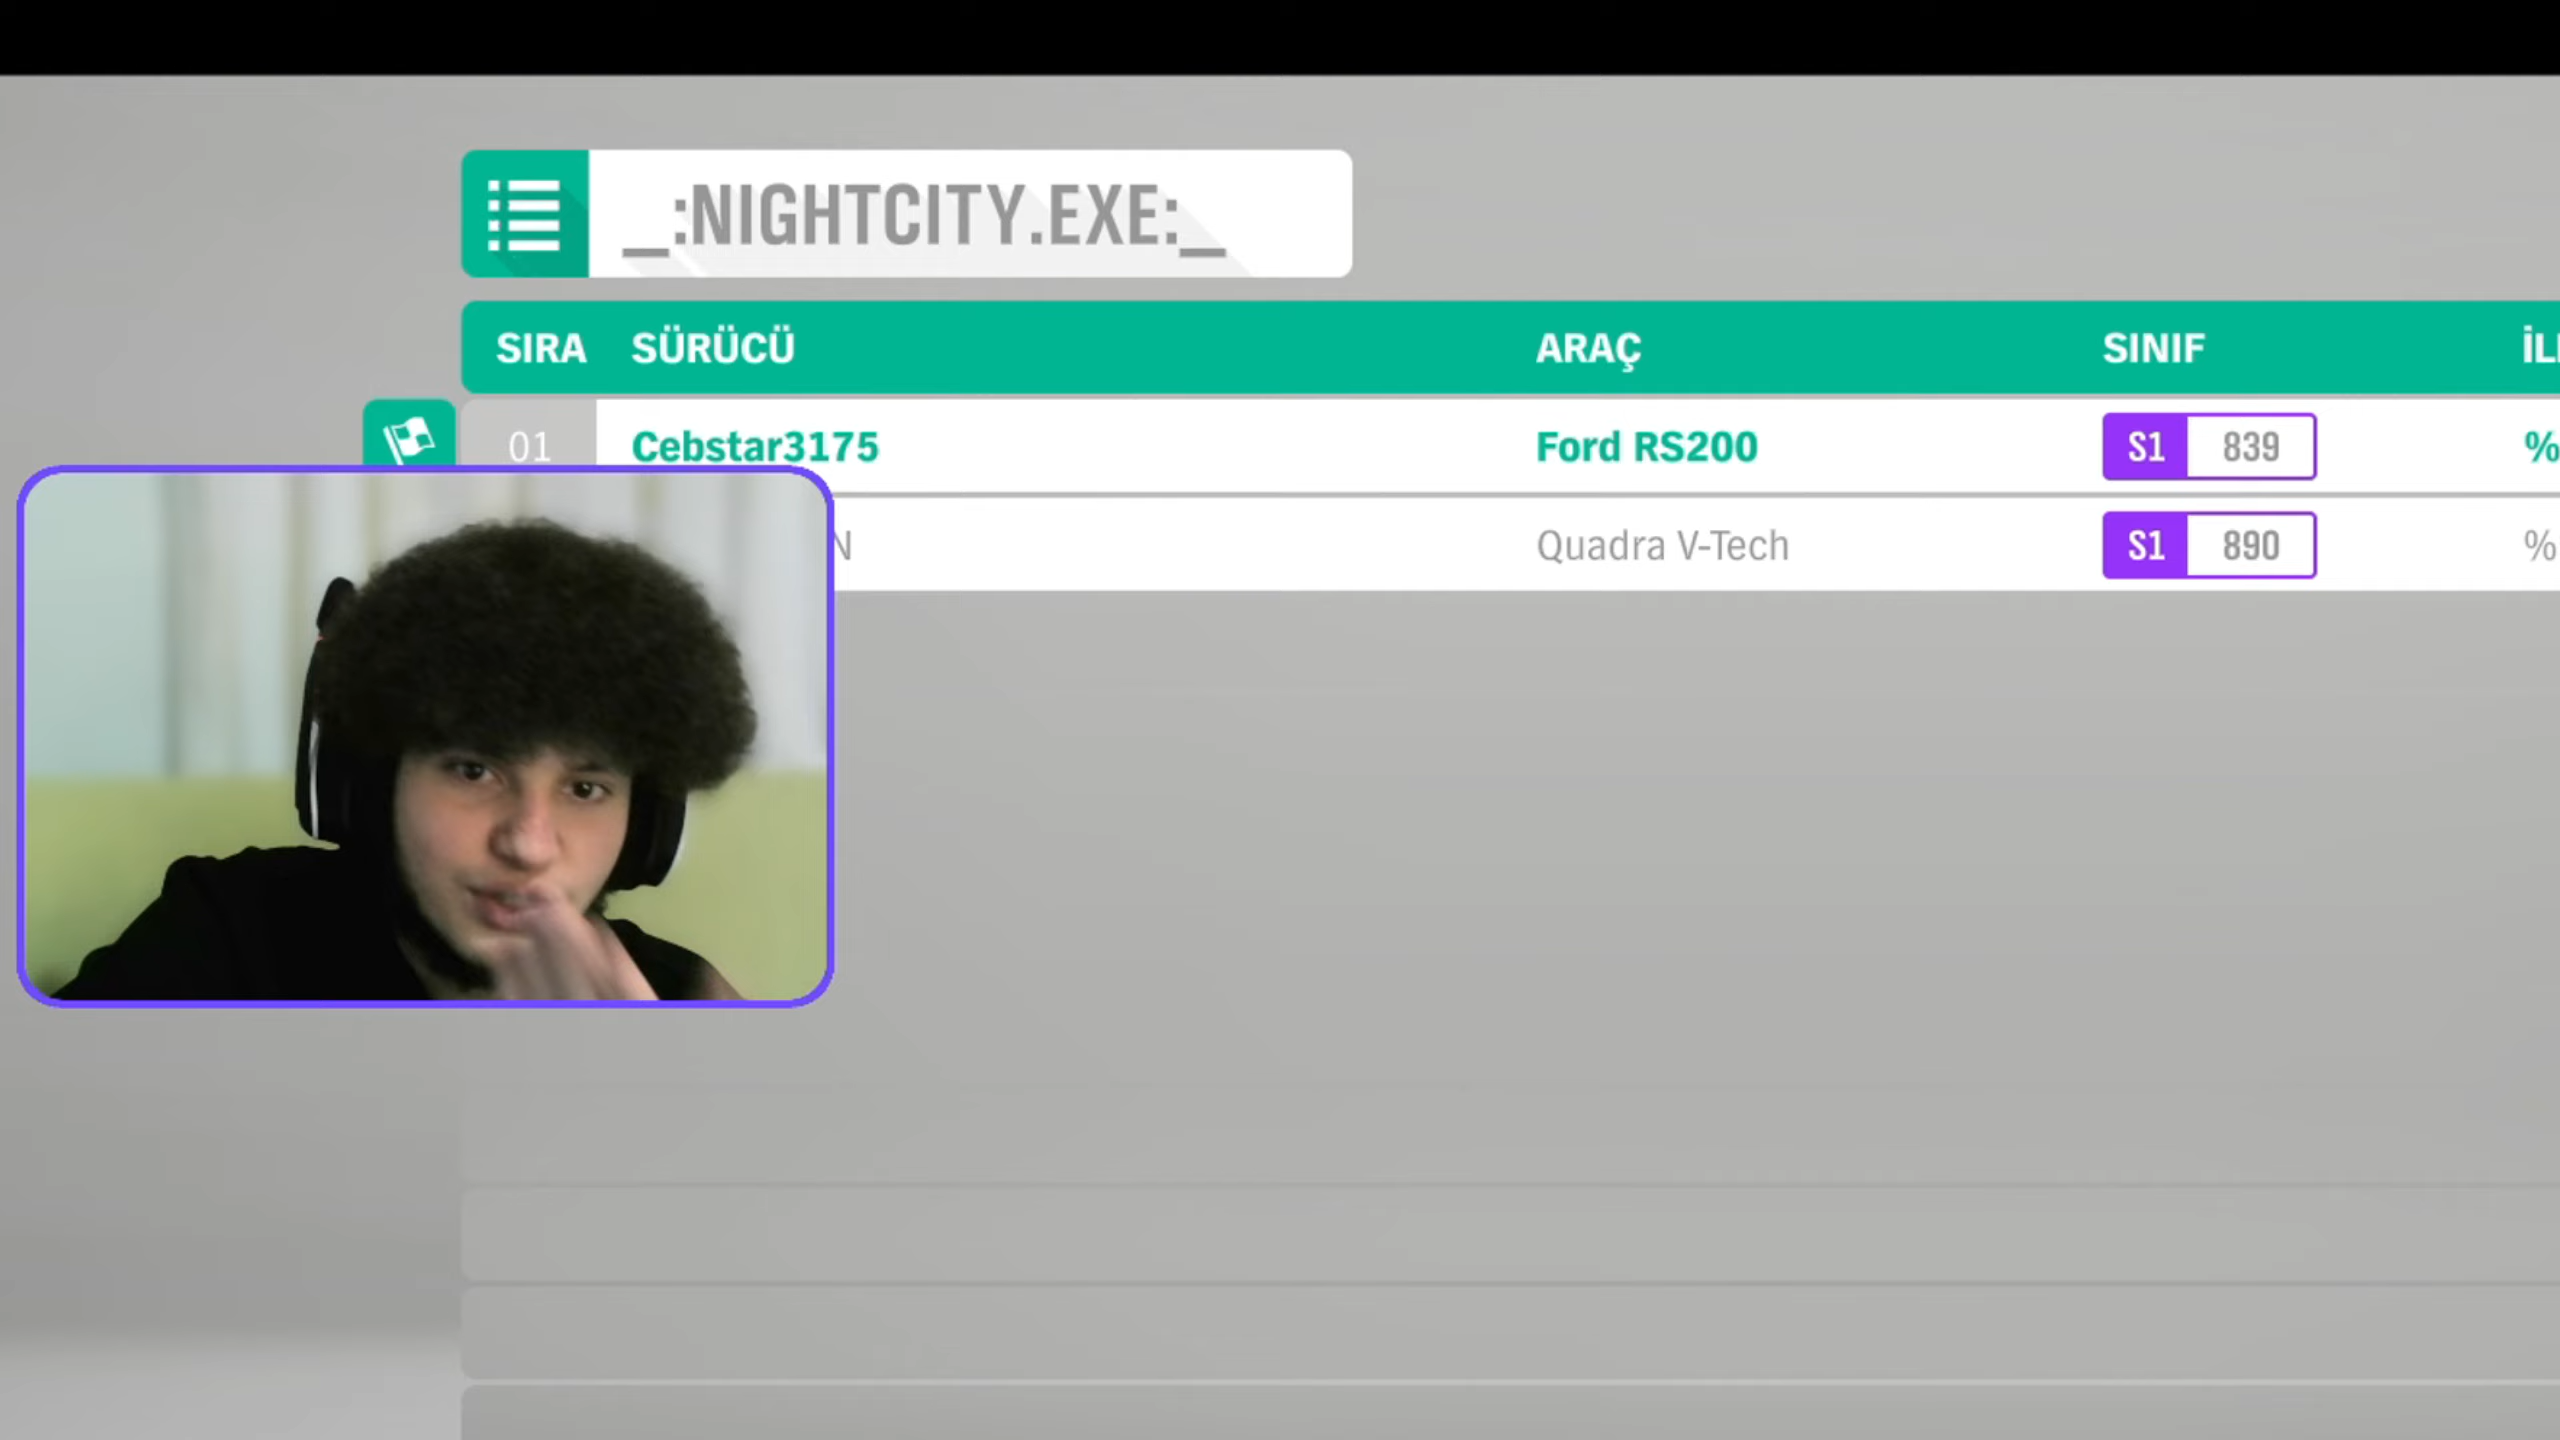 _:NIGHTCITY.EXE:_
SIRA SÜRÜCÜ ARAÇ SINIF
01 Cebstar3175 Ford RS200 S1 839 %
Quadra V-Tech S1 890 %